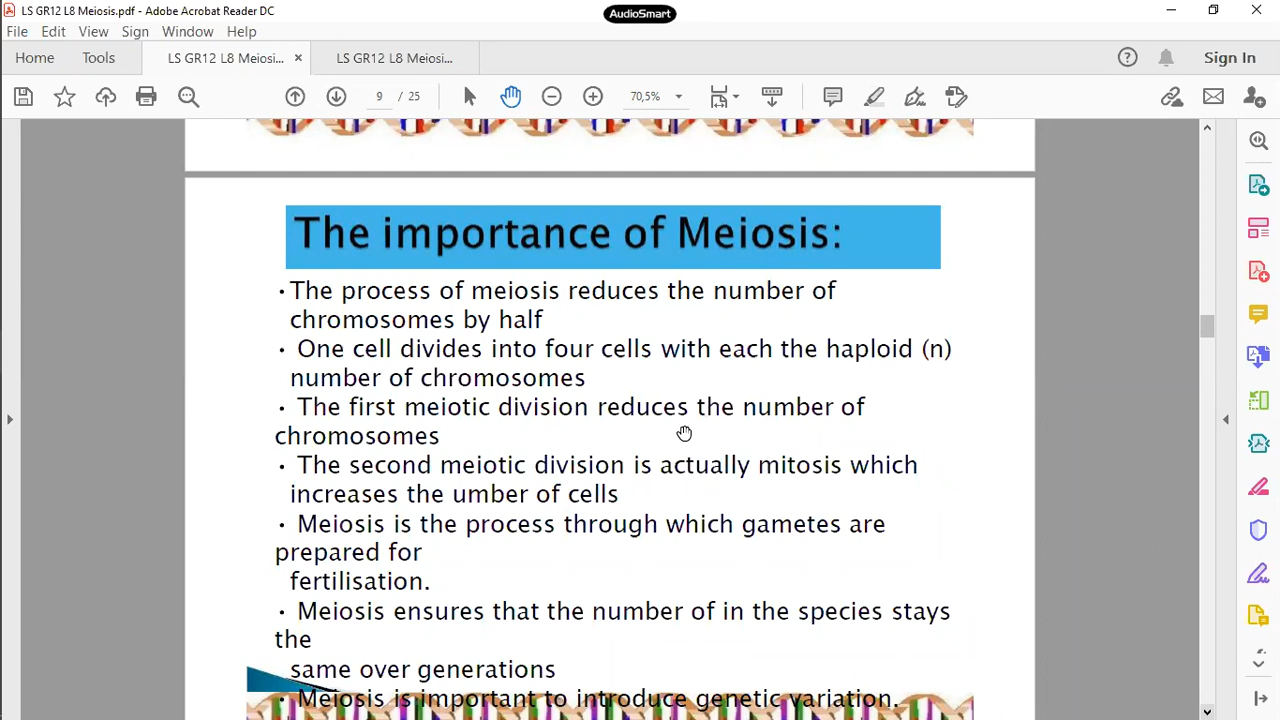 LS GR12 L8 Meiosis.pdf - Adobe Acrobat Reader DC
AudioSmart
File Edit View Sign Window Help
Home Tools LS GR12 L8 Meiosi... × LS GR12 L8 Meiosi... Sign In
9 / 25 70,5%
The importance of Meiosis:
•The process of meiosis reduces the number of
chromosomes by half
• One cell divides into four cells with each the haploid (n)
number of chromosomes
• The first meiotic division reduces the number of
chromosomes
• The second meiotic division is actually mitosis which
increases the umber of cells
• Meiosis is the process through which gametes are
prepared for
fertilisation.
• Meiosis ensures that the number of in the species stays
the
same over generations
• Meiosis is important to introduce genetic variation.